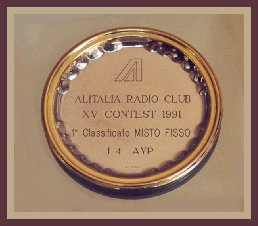 ALITALIA RADIO CLUB
XV CONTEST 1991
1° Classificato MISTO FISSO
I 4 AYP